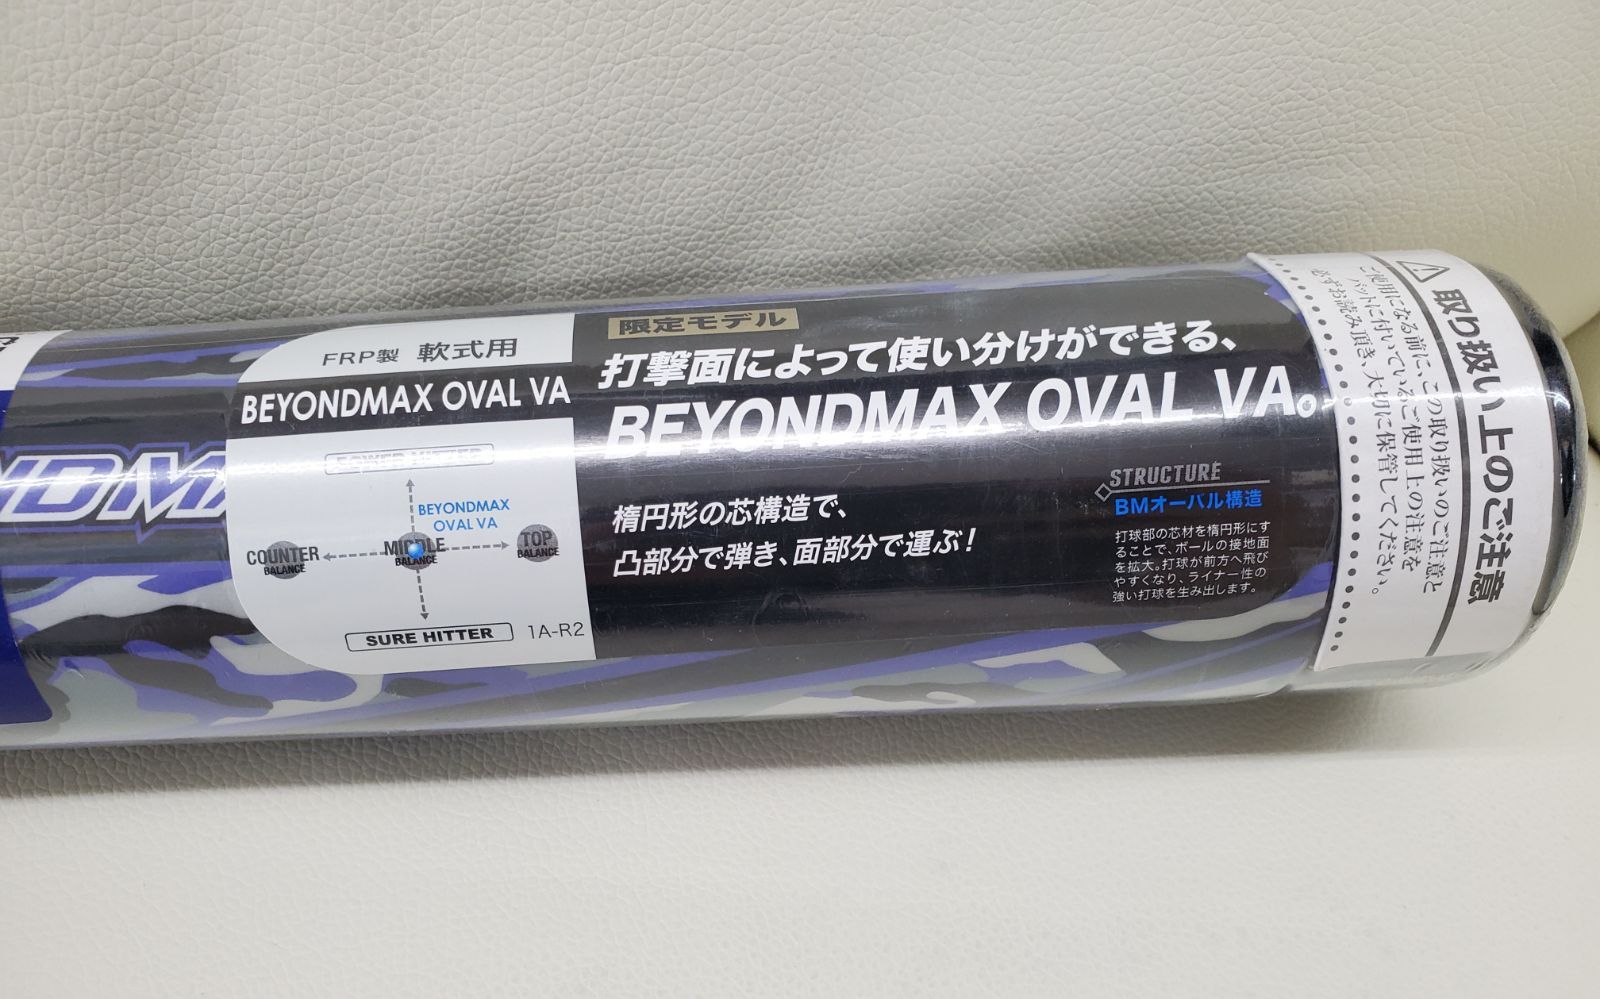 NDMA
FRP製 軟式用
BEYONDMAX OVAL VA
POWER HITTER
BEYONDMAX
OVAL VA
COUNTER
BALANCE
MIDDLE
BALANCE
TOP
BALANCE
SURE HITTER
1A-R2
限定モデル
打撃面によって使い分けができる、
BEYONDMAX OVAL VA。
楕円形の芯構造で、
凸部分で弾き、面部分で運ぶ!
STRUCTURE
BMオーバル構造
打球部の芯材を楕円形にす
ることで、ボールの接地面
を拡大。打球が前方へ飛び
やすくなり、ライナー性の
強い打球を生み出します。
取り扱い上のご注意
ご使用になる前に、この取り扱いのご注意と
バットに付いているご使用上の注意を
必ずお読み頂き、大切に保管してください。